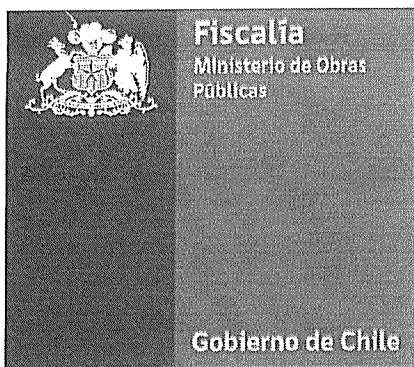 Fiscalía
Ministerio de Obras
Públicas
Gobierno de Chile